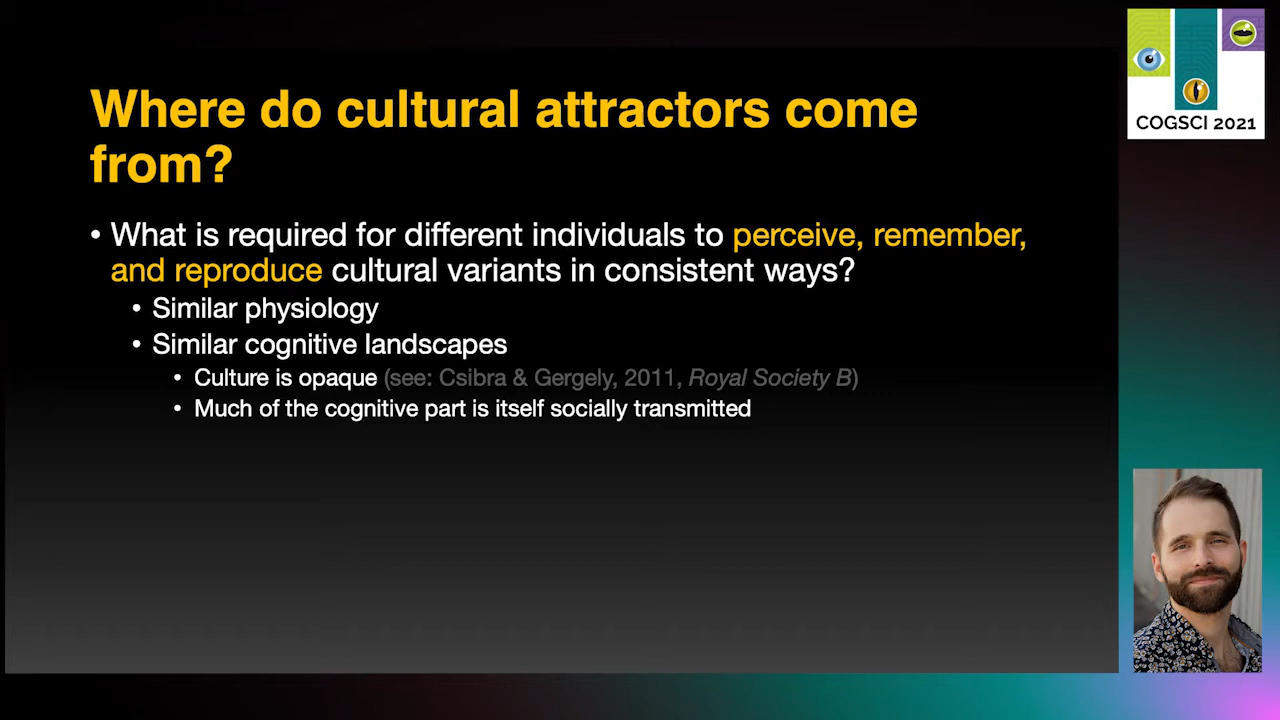 Where do cultural attractors come
from?
• What is required for different individuals to perceive, remember,
and reproduce cultural variants in consistent ways?
• Similar physiology
• Similar cognitive landscapes
• Culture is opaque (see: Csibra & Gergely, 2011, Royal Society B)
• Much of the cognitive part is itself socially transmitted
COGSCI 2021